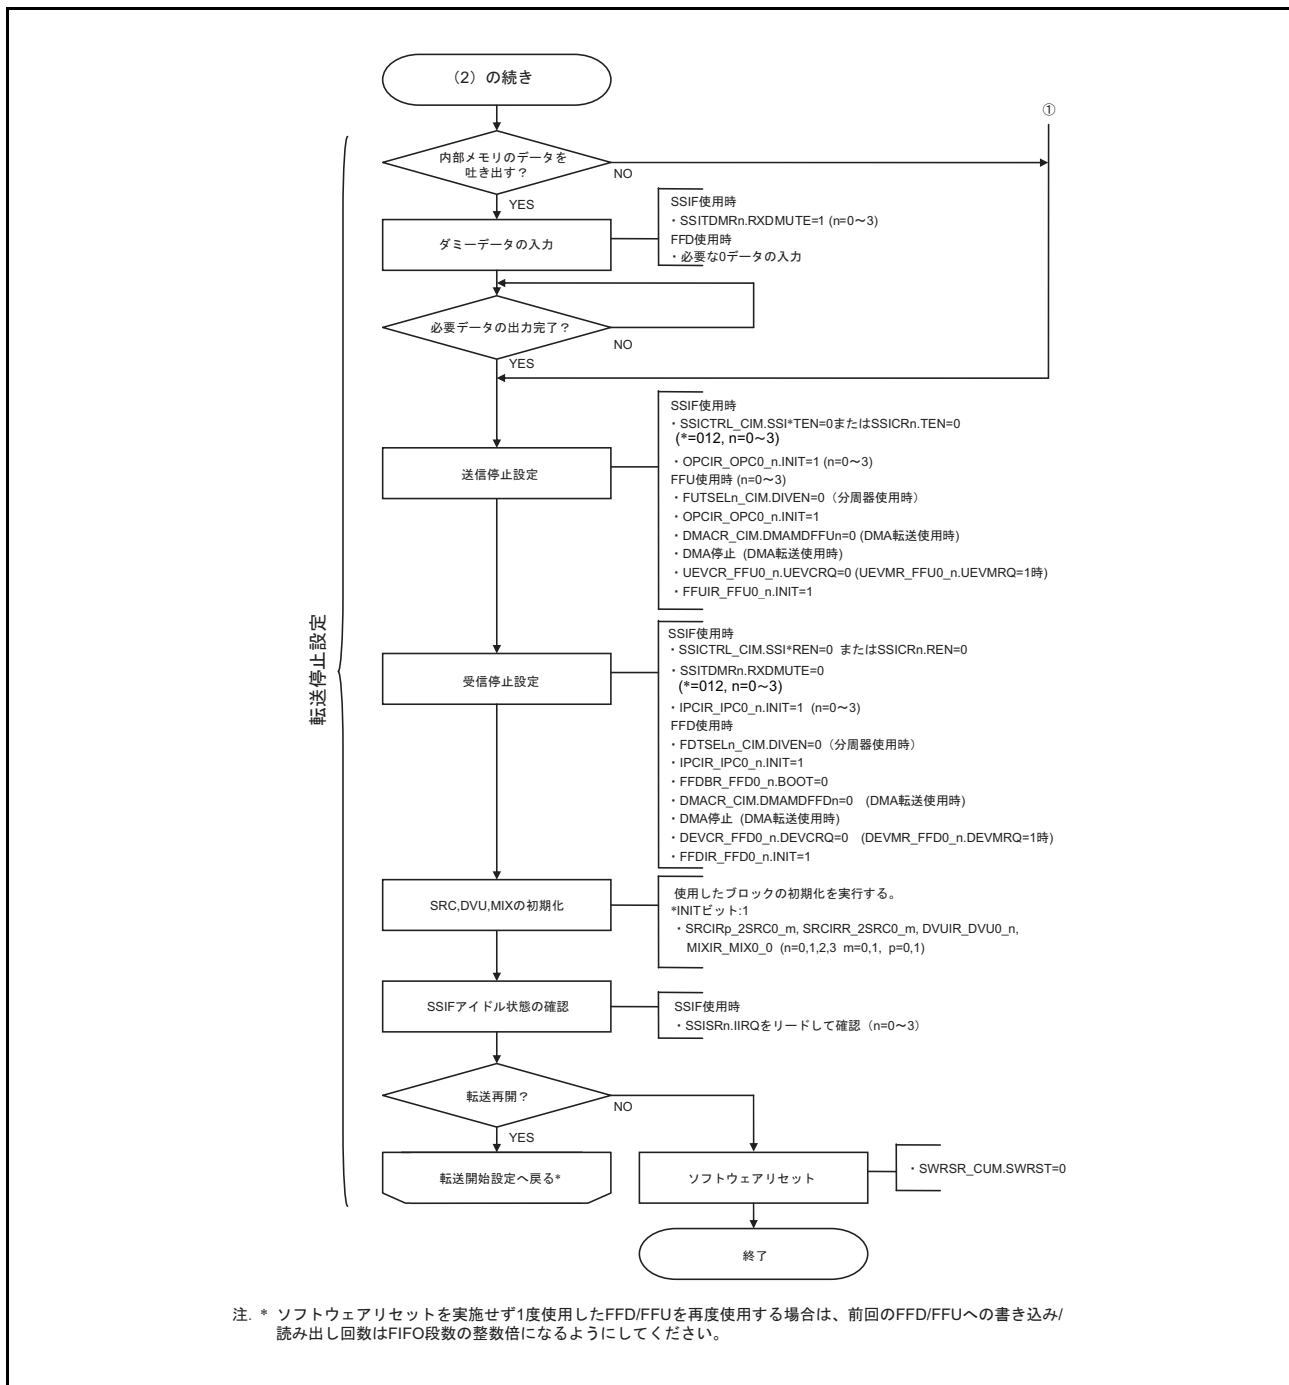 (2) の続き
①
内部メモリのデータを
吐き出す？
NO
YES
SSIF使用時
・SSITDMRn.RXDMUTE=1 (n=0～3)
FFD使用時
・必要な0データの入力
ダミーデータの入力
必要データの出力完了？
NO
YES
SSIF使用時
・SSICTRL_CIM.SSI*TEN=0またはSSICRn.TEN=0
(*=012, n=0～3)
・OPCIR_OPC0_n.INIT=1 (n=0～3)
FFU使用時 (n=0～3)
・FUTSELn_CIM.DIVEN=0（分周器使用時）
・OPCIR_OPC0_n.INIT=1
・DMACR_CIM.DMAMDFFUn=0 (DMA転送使用時)
・DMA停止 (DMA転送使用時)
・UEVCR_FFU0_n.UEVCRQ=0 (UEVMR_FFU0_n.UEVMRQ=1時)
・FFUIR_FFU0_n.INIT=1
送信停止設定
転送停止設定
SSIF使用時
・SSICTRL_CIM.SSI*REN=0 またはSSICRn.REN=0
・SSITDMRn.RXDMUTE=0
(*=012, n=0～3)
・IPCIR_IPC0_n.INIT=1 (n=0～3)
FFD使用時
・FDTSELn_CIM.DIVEN=0（分周器使用時）
・IPCIR_IPC0_n.INIT=1
・FFDBR_FFD0_n.BOOT=0
・DMACR_CIM.DMAMDFFDn=0 (DMA転送使用時)
・DMA停止 (DMA転送使用時)
・DEVCR_FFD0_n.DEVCRQ=0 (DEVMR_FFD0_n.DEVMRQ=1時)
・FFDIR_FFD0_n.INIT=1
受信停止設定
SRC,DVU,MIXの初期化
使用したブロックの初期化を実行する。
*INITビット:1
・SRCIRp_2SRC0_m, SRCIRR_2SRC0_m, DVUIR_DVU0_n,
MIXIR_MIX0_0 (n=0,1,2,3 m=0,1, p=0,1)
SSIFアイドル状態の確認
SSIF使用時
・SSISRn.IIRQをリードして確認（n=0～3）
転送再開？
NO
YES
転送開始設定へ戻る*
ソフトウェアリセット
・SWRSR_CUM.SWRST=0
終了
注. * ソフトウェアリセットを実施せず1度使用したFFD/FFUを再度使用する場合は、前回のFFD/FFUへの書き込み/
読み出し回数はFIFO段数の整数倍になるようにしてください。